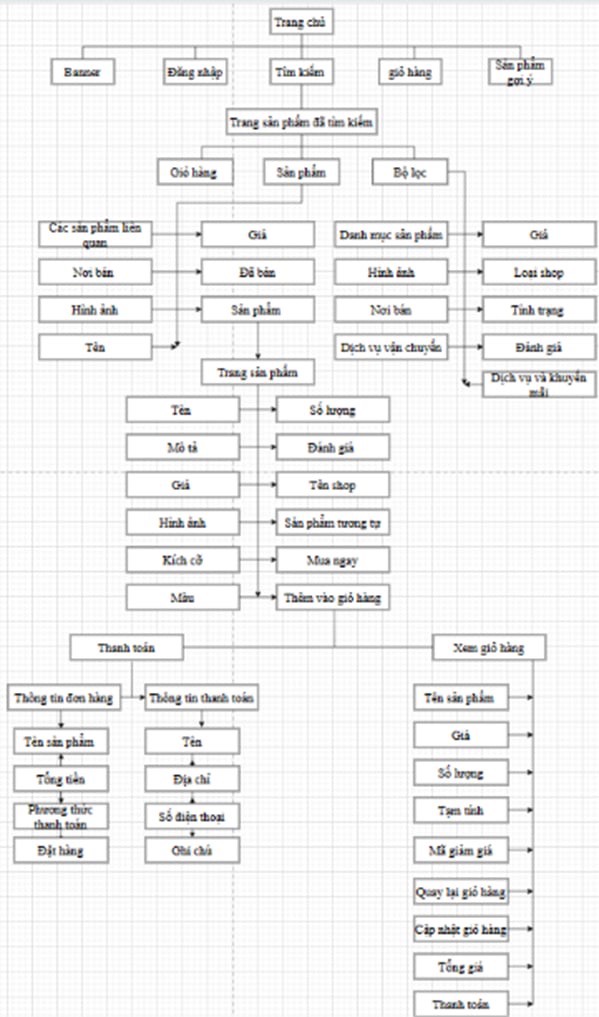 Trang chủ
Banner
Đăng nhập
Tìm kiếm
giỏ hàng
Sản phẩm
gợi ý
Trang sản phẩm đã tìm kiếm
Giỏ hàng
Sản phẩm
Bộ lọc
Các sản phẩm liên
quan
Giá
Danh mục sản phẩm
Giá
Nơi bán
Đã bán
Hình ảnh
Loại shop
Hình ảnh
Sản phẩm
Nơi bán
Tình trạng
Tên
Dịch vụ vận chuyển
Đánh giá
Trang sản phẩm
Dịch vụ và khuyến
mãi
Tên
Số lượng
Mô tả
Đánh giá
Giá
Tên shop
Hình ảnh
Sản phẩm tương tự
Kích cỡ
Mua ngay
Màu
Thêm vào giỏ hàng
Thanh toán
Xem giỏ hàng
Thông tin đơn hàng
Thông tin thanh toán
Tên sản phẩm
Tên sản phẩm
Tên
Giá
Tổng tiền
Địa chỉ
Số lượng
Phương thức
thanh toán
Số điện thoại
Tạm tính
Đặt hàng
Ghi chú
Mã giảm giá
Quay lại giỏ hàng
Cập nhật giỏ hàng
Tổng giá
Thanh toán